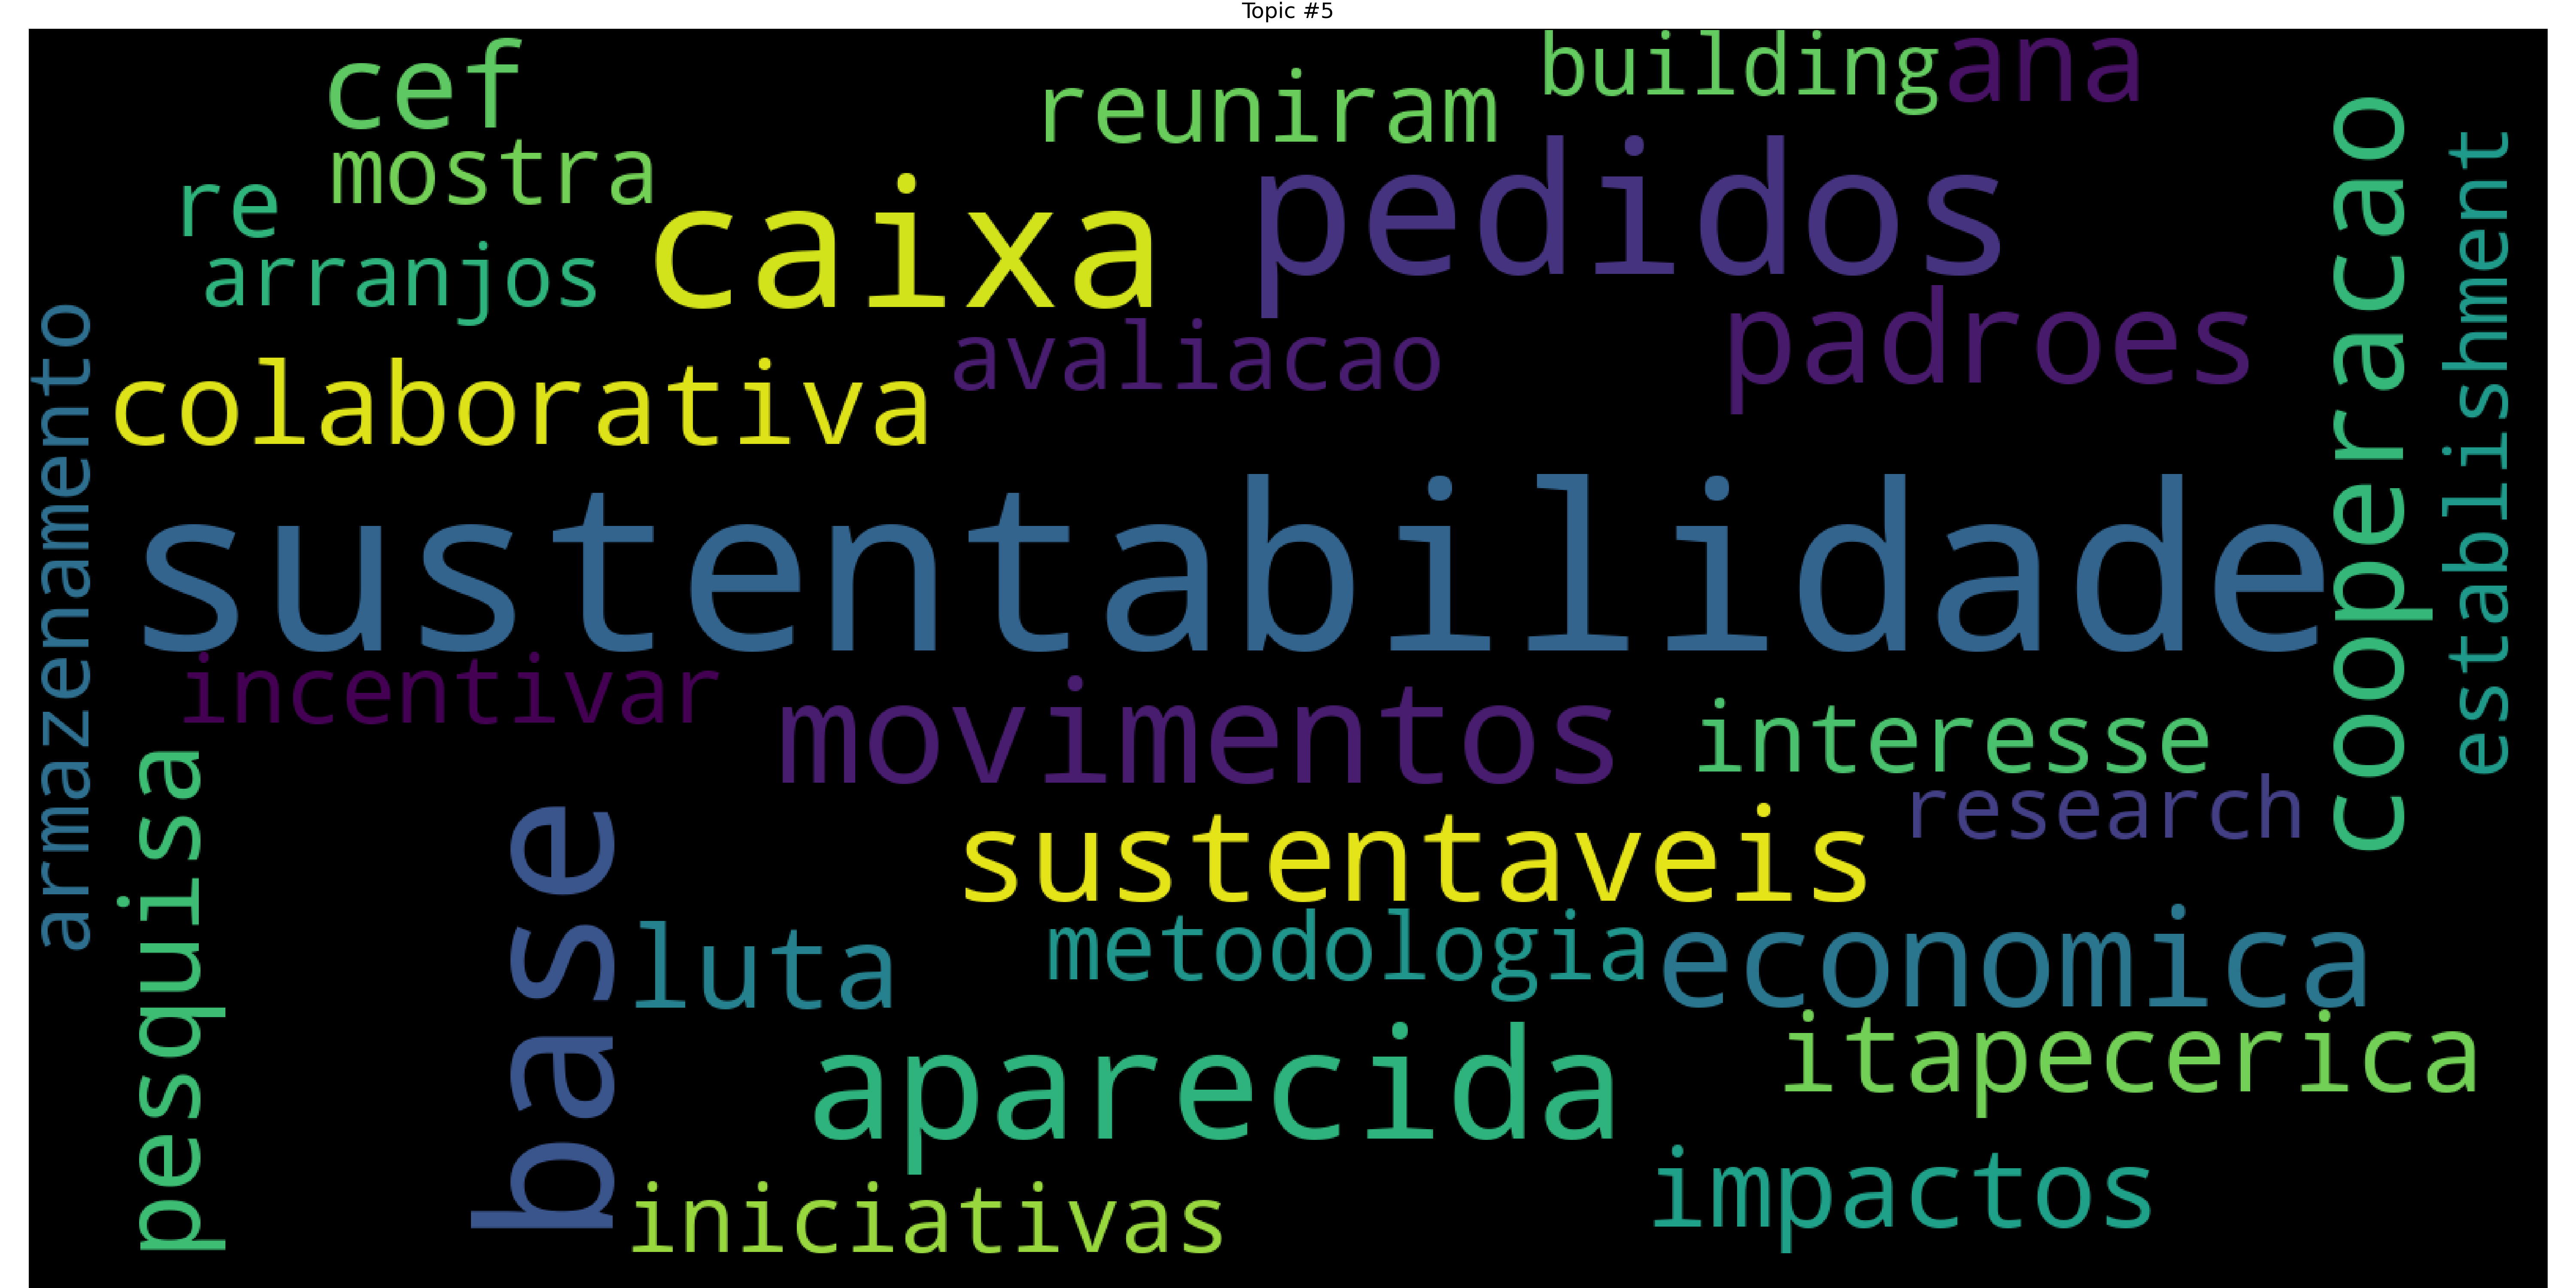 Topic #5
cef
reuniram
building
ana
mostra
re
caixa
pedidos
arranjos
avaliacao
padroes
cooperacao
establishment
armazenamento
colaborativa
sustentabilidade
incentivar
movimentos
interesse
research
pesquisa
base
sustentaveis
luta
metodologia
economica
aparecida
itapecerica
iniciativas
impactos